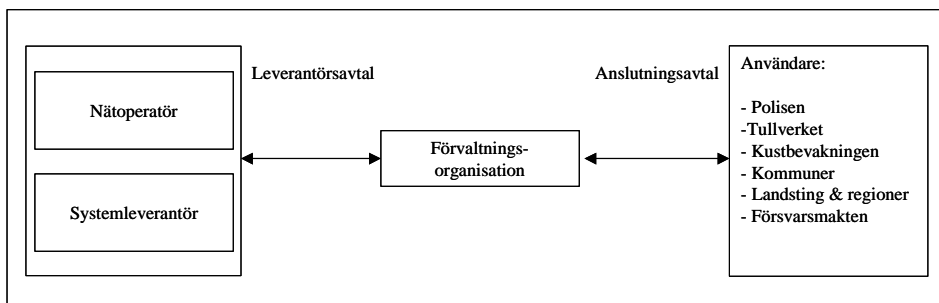 Nätoperatör
Systemleverantör
Leverantörsavtal
Förvaltnings-
organisation
Anslutningsavtal
Användare:
- Polisen
-Tullverket
- Kustbevakningen
- Kommuner
- Landsting & regioner
- Försvarsmakten